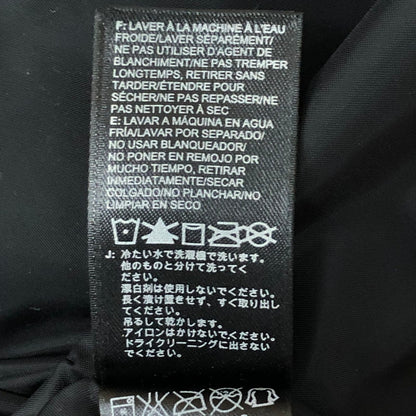 F: LAVER À LA MACHINE À L'EAU
FROIDE/LAVER SÉPARÉMENT/
NE PAS UTILISER D'AGENT DE
BLANCHIMENT/NE PAS TREMPER
LONGTEMPS, RETIRER SANS
TARDER/ÉTENDRE POUR
SÉCHER/NE PAS REPASSER/NE
PAS NETTOYER À SEC
E: LAVAR A MÁQUINA EN AGUA
FRÍA/LAVAR POR SEPARADO/
NO USAR BLANQUEADOR/
NO PONER EN REMOJO POR
MUCHO TIEMPO, RETIRAR
INMEDIATAMENTE/SECAR
COLGADO/NO PLANCHAR/NO
LIMPIAR EN SECO
J: 冷たい水で洗濯機で洗います。
他のものと分けて洗ってく
ださい。
漂白剤は使用しないでください。
長く漬け置きせず、すぐ取り出し
てください。
吊るして乾かします。
アイロンはかけないでください。
ドライクリーニングに出さないで
ください。